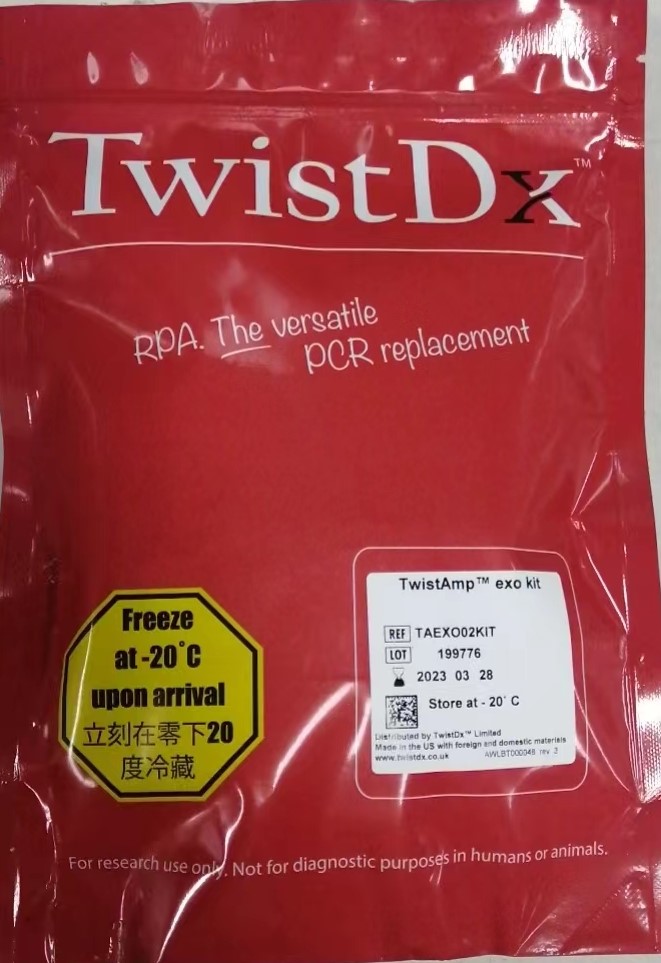 TwistDx™
RPA. The versatile
PCR replacement
Freeze
at -20°C
upon arrival
立刻在零下20
度冷藏
TwistAmp™ exo kit
REF TAEXO02KIT
LOT 199776
2023 03 28
Store at - 20° C
Distributed by TwistDx™ Limited
Made in the US with foreign and domestic materials
www.twistdx.co.uk AWLBT000046 rev 3
For research use only. Not for diagnostic purposes in humans or animals.